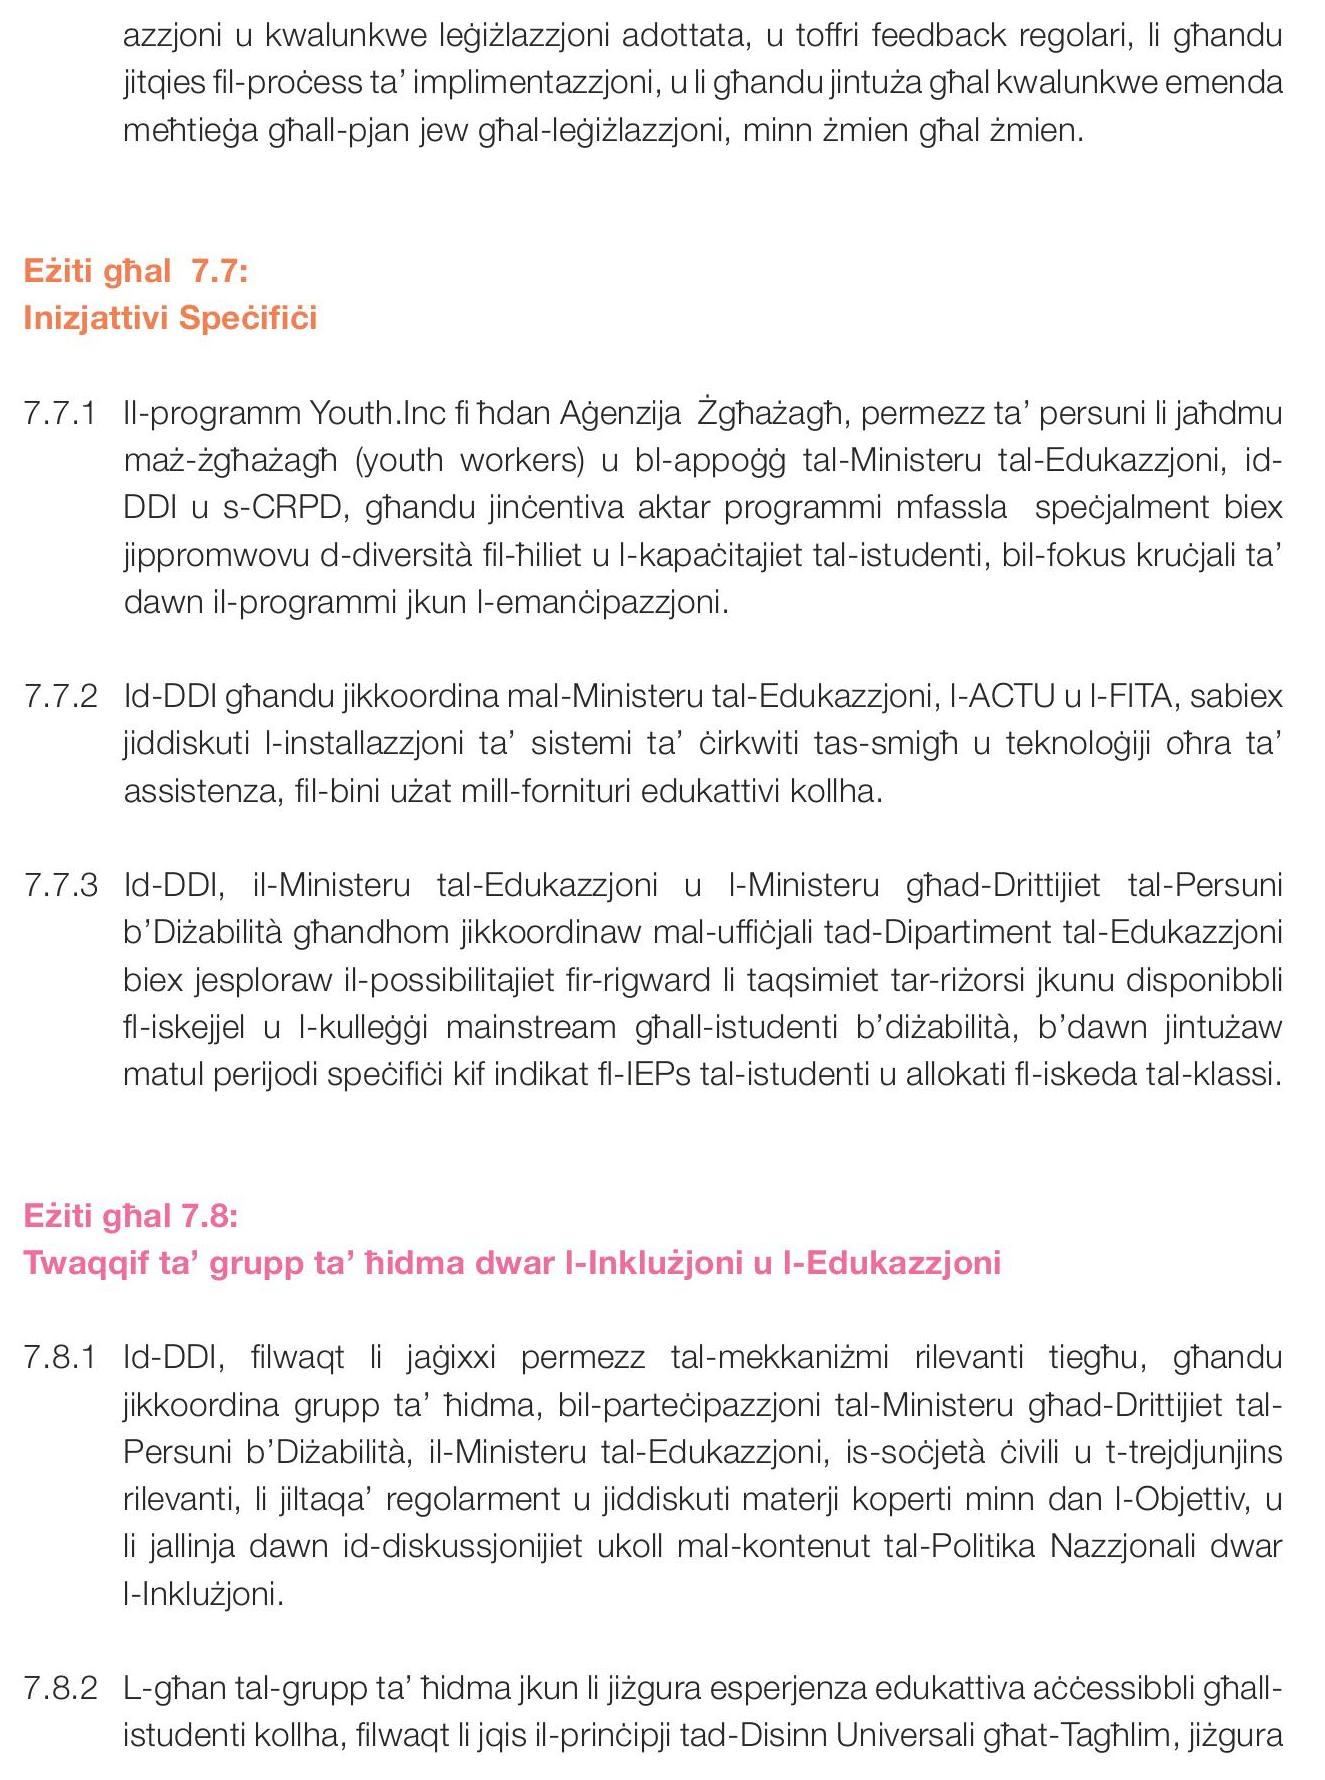 azzjoni u kwalunkwe leġiżlazzjoni adottata, u toffri feedback regolari, li għandu
jitqies fil-proċess ta’ implimentazzjoni, u li għandu jintuża għal kwalunkwe emenda
meħtieġa għall-pjan jew għal-leġiżlazzjoni, minn żmien għal żmien.
Eżiti għal 7.7:
Inizjattivi Speċifiċi
7.7.1 Il-programm Youth.Inc fi ħdan Aġenzija Żgħażagħ, permezz ta’ persuni li jaħdmu
maż-żgħażagħ (youth workers) u bl-appoġġ tal-Ministeru tal-Edukazzjoni, id-
DDI u s-CRPD, għandu jinċentiva aktar programmi mfassla speċjalment biex
jippromwovu d-diversità fil-ħiliet u l-kapaċitajiet tal-istudenti, bil-fokus kruċjali ta’
dawn il-programmi jkun l-emanċipazzjoni.
7.7.2 Id-DDI għandu jikkoordina mal-Ministeru tal-Edukazzjoni, l-ACTU u l-FITA, sabiex
jiddiskuti l-installazzjoni ta’ sistemi ta’ ċirkwiti tas-smigħ u teknoloġiji oħra ta’
assistenza, fil-bini użat mill-fornituri edukattivi kollha.
7.7.3 Id-DDI, il-Ministeru tal-Edukazzjoni u l-Ministeru għad-Drittijiet tal-Persuni
b’Diżabilità għandhom jikkoordinaw mal-uffiċjali tad-Dipartiment tal-Edukazzjoni
biex jesploraw il-possibilitajiet fir-rigward li taqsimiet tar-riżorsi jkunu disponibbli
fl-iskejjel u l-kulleġġi mainstream għall-istudenti b’diżabilità, b’dawn jintużaw
matul perijodi speċifiċi kif indikat fl-IEPs tal-istudenti u allokati fl-iskeda tal-klassi.
Eżiti għal 7.8:
Twaqqif ta’ grupp ta’ ħidma dwar l-Inklużjoni u l-Edukazzjoni
7.8.1 Id-DDI, filwaqt li jaġixxi permezz tal-mekkaniżmi rilevanti tiegħu, għandu
jikkoordina grupp ta’ ħidma, bil-parteċipazzjoni tal-Ministeru għad-Drittijiet tal-
Persuni b’Diżabilità, il-Ministeru tal-Edukazzjoni, is-soċjetà ċivili u t-trejdjunjins
rilevanti, li jiltaqa’ regolarment u jiddiskuti materji koperti minn dan l-Objettiv, u
li jallinja dawn id-diskussjonijiet ukoll mal-kontenut tal-Politika Nazzjonali dwar
l-Inklużjoni.
7.8.2 L-għan tal-grupp ta’ ħidma jkun li jiżgura esperjenza edukattiva aċċessibbli għall-
istudenti kollha, filwaqt li jqis il-prinċipji tad-Disinn Universali għat-Tagħlim, jiżgura